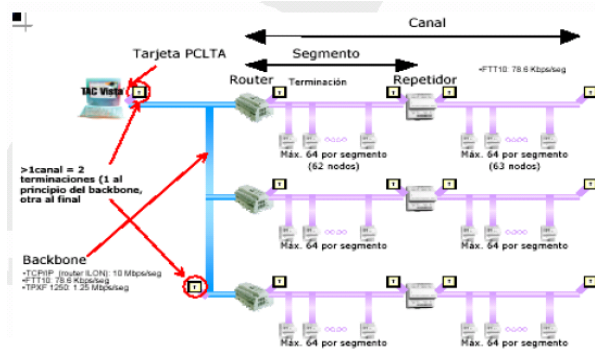 Canal
Tarjeta PCLTA
Segmento
Router
Terminación
Repetidor
•FTT10: 78.6 Kbps/seg
TAC Vista
Máx. 64 por segmento
(62 nodos)
Máx. 64 por segmento
(63 nodos)
>1canal = 2
terminaciones (1 al
principio del backbone,
otra al final
Máx. 64 por segmento
Máx. 64 por segmento
Backbone
•TCP/IP (router ILON): 10 Mbps/seg
•FTT10: 78.6 Kbps/seg
•TPXF 1250: 1.25 Mbps/seg
Máx. 64 por segmento
Máx. 64 por segmento